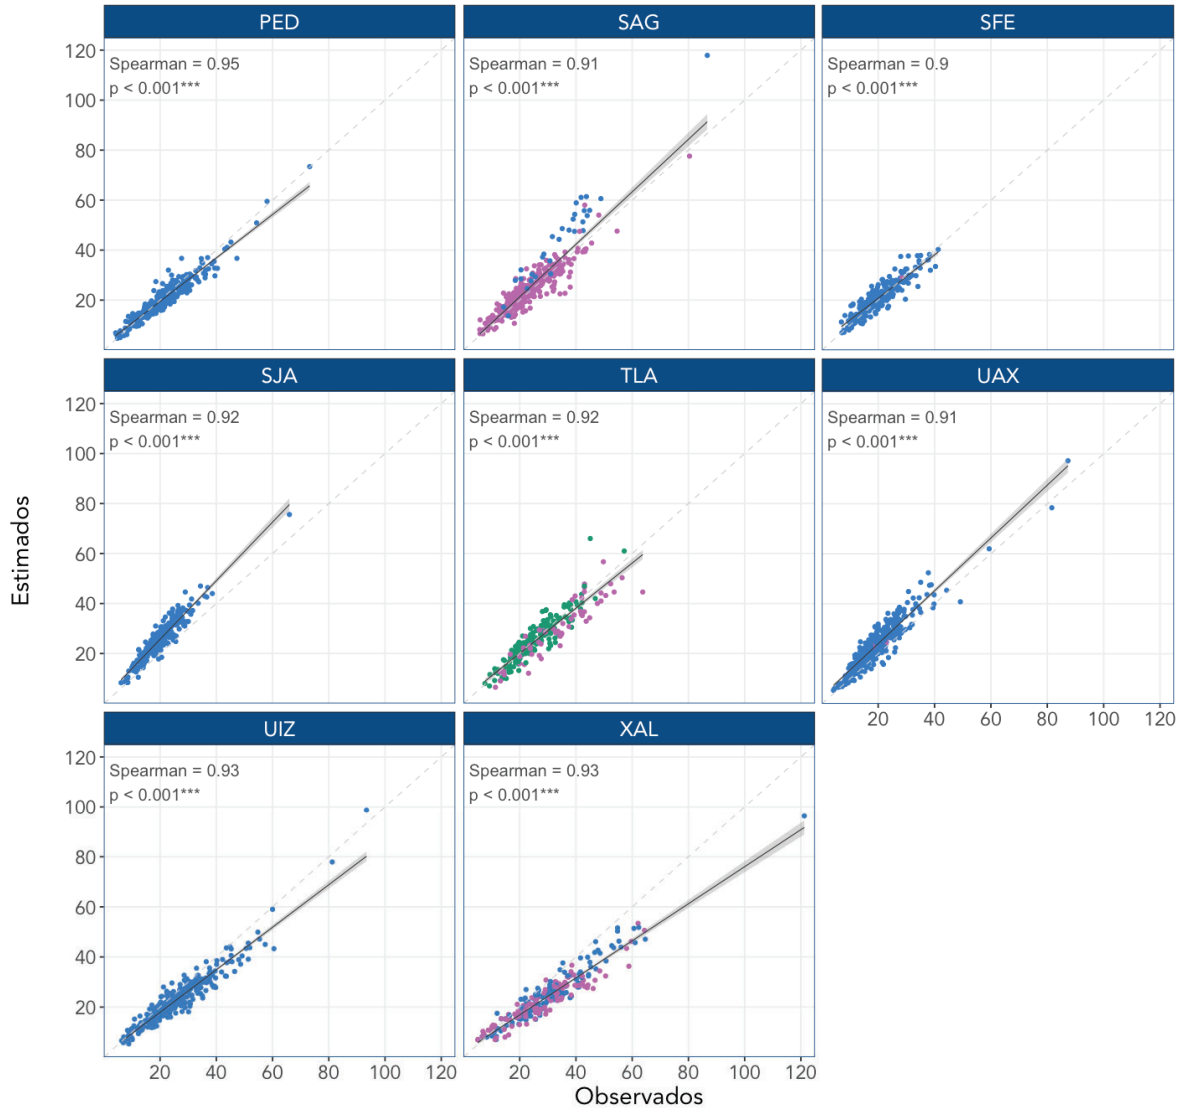 PED
SAG
SFE
120
100
80
60
40
20
Spearman = 0.95
p < 0.001***
Spearman = 0.91
p < 0.001***
Spearman = 0.9
p < 0.001***
SJA
TLA
UAX
120
100
80
60
40
20
Spearman = 0.92
p < 0.001***
Spearman = 0.92
p < 0.001***
Spearman = 0.91
p < 0.001***
20 40 60 80 100 120
Estimados
UIZ
XAL
120
100
80
60
40
20
Spearman = 0.93
p < 0.001***
Spearman = 0.93
p < 0.001***
20 40 60 80 100 120
20 40 60 80 100 120
Observados